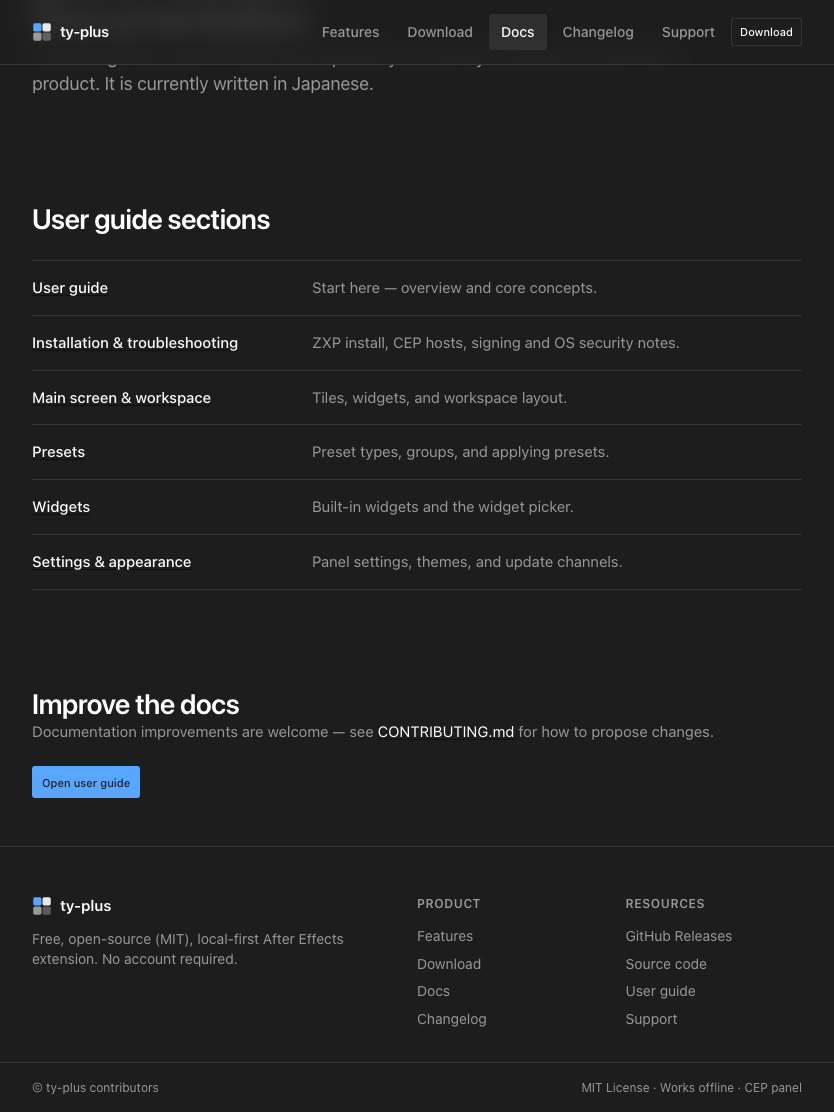 ty-plus
Features
Download
Docs
Changelog
Support
Download
product. It is currently written in Japanese.
User guide sections
User guide
Start here — overview and core concepts.
Installation & troubleshooting
ZXP install, CEP hosts, signing and OS security notes.
Main screen & workspace
Tiles, widgets, and workspace layout.
Presets
Preset types, groups, and applying presets.
Widgets
Built-in widgets and the widget picker.
Settings & appearance
Panel settings, themes, and update channels.
Improve the docs
Documentation improvements are welcome — see CONTRIBUTING.md for how to propose changes.
Open user guide
ty-plus
Free, open-source (MIT), local-first After Effects
extension. No account required.
PRODUCT
Features
Download
Docs
Changelog
RESOURCES
GitHub Releases
Source code
User guide
Support
© ty-plus contributors
MIT License · Works offline · CEP panel